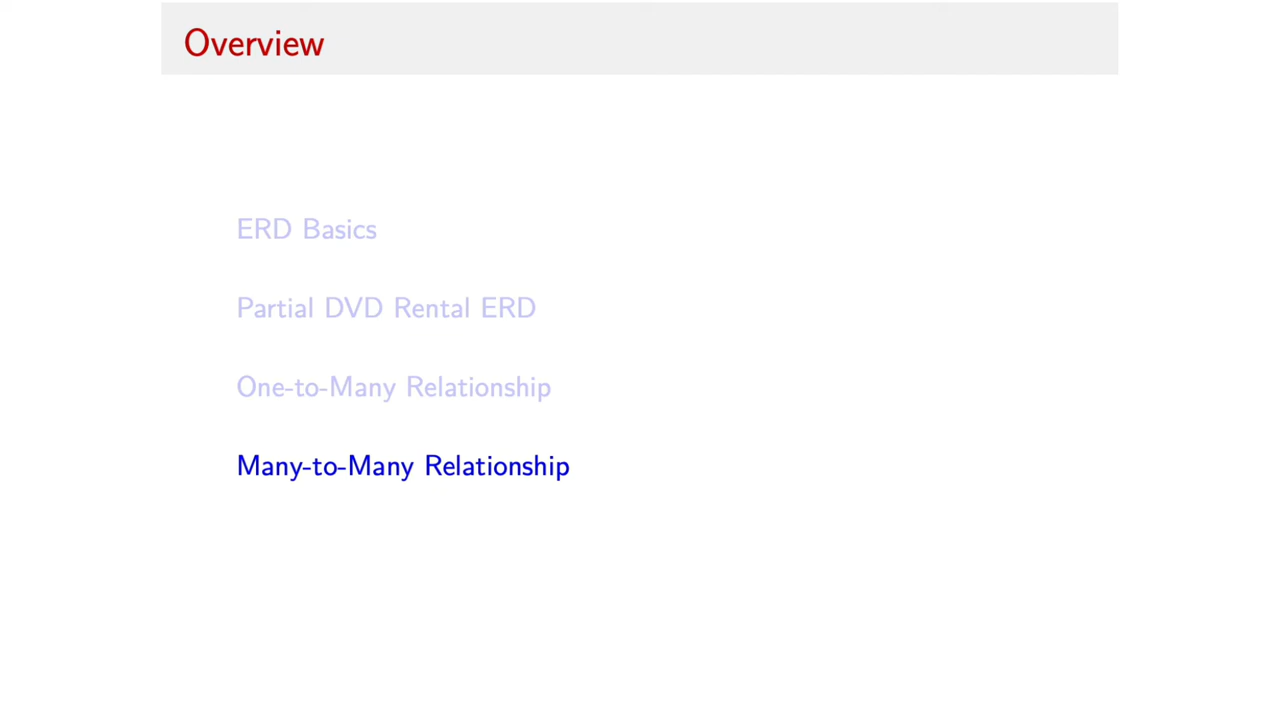 Overview
ERD Basics
Partial DVD Rental ERD
One-to-Many Relationship
Many-to-Many Relationship